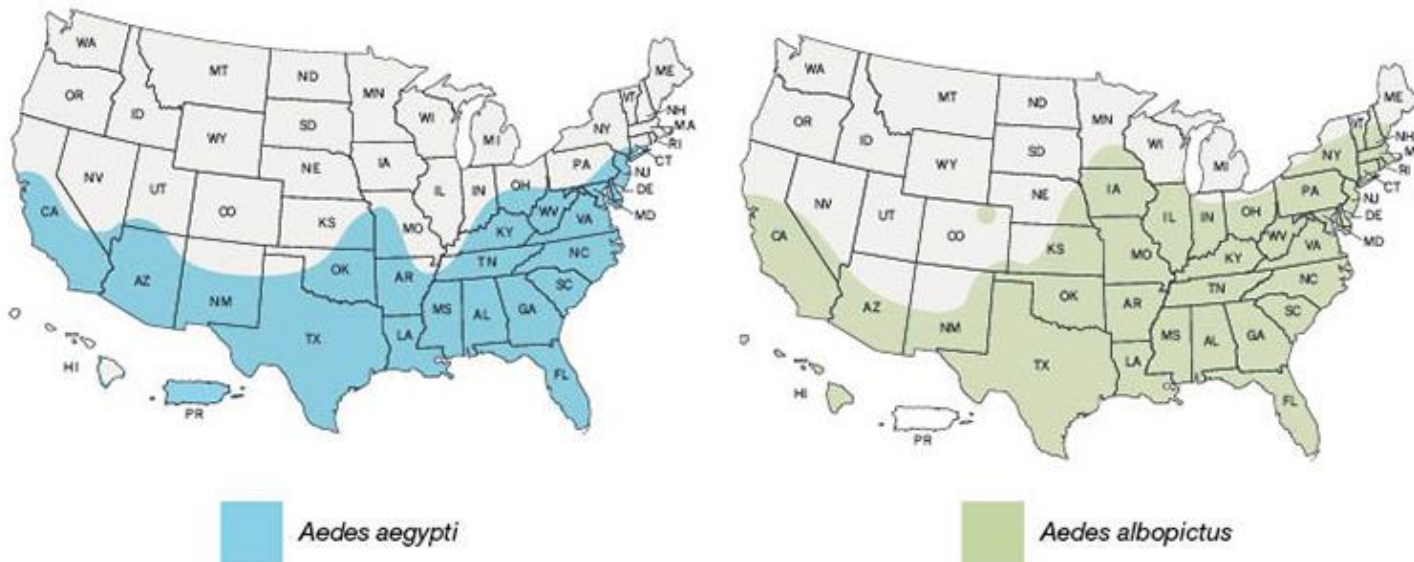 WA
MT
ND
MN
ME
OR
ID
WY
SD
WI
MI
NY
VT
NH
MA
RI
CT
NJ
DE
MD
NV
UT
CO
NE
IA
IL
IN
OH
PA
CA
KS
MO
KY
WV
VA
AZ
NM
OK
AR
TN
NC
SC
TX
LA
MS
AL
GA
FL
HI
PR
Aedes aegypti
WA
MT
ND
MN
ME
OR
ID
WY
SD
WI
MI
NY
VT
NH
M
RI
CT
NJ
DE
MD
NV
UT
CO
NE
IA
IL
IN
OH
PA
CA
KS
MO
KY
WV
VA
AZ
NM
OK
AR
TN
NC
SC
TX
LA
MS
AL
GA
FL
HI
PR
Aedes albopictus